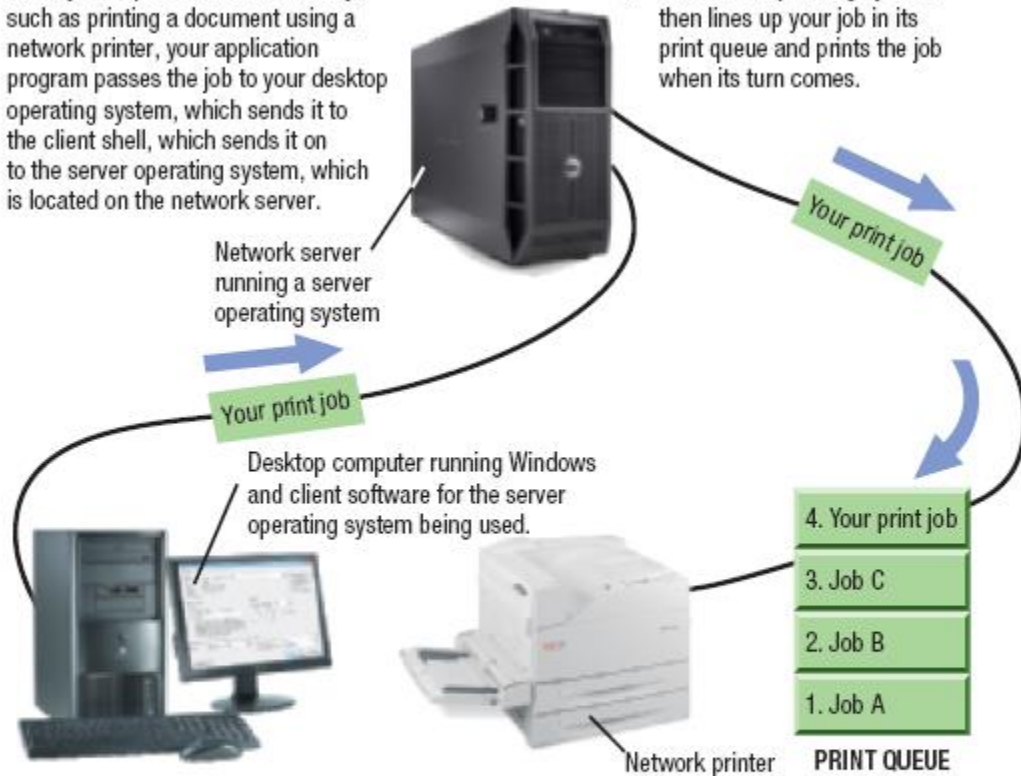 such as printing a document using a
network printer, your application
program passes the job to your desktop
operating system, which sends it to
the client shell, which sends it on
to the server operating system, which
is located on the network server.
then lines up your job in its
print queue and prints the job
when its turn comes.
Network server
running a server
operating system
Your print job
Your print job
Desktop computer running Windows
and client software for the server
operating system being used.
4. Your print job
3. Job C
2. Job B
1. Job A
Network printer
PRINT QUEUE